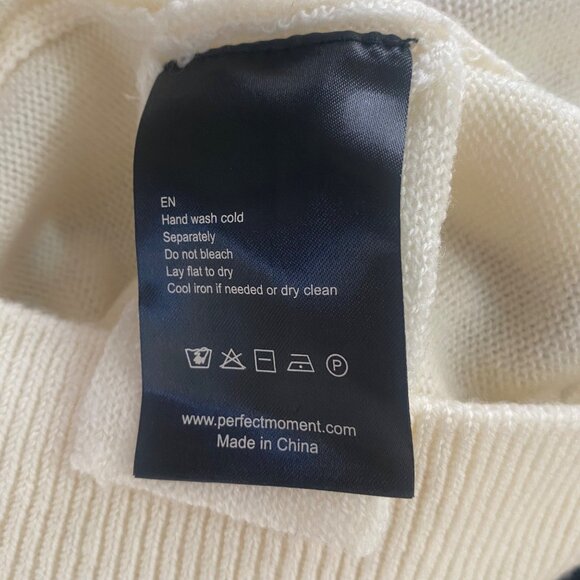 EN
Hand wash cold
Separately
Do not bleach
Lay flat to dry
Cool iron if needed or dry clean
P
www.perfectmoment.com
Made in China